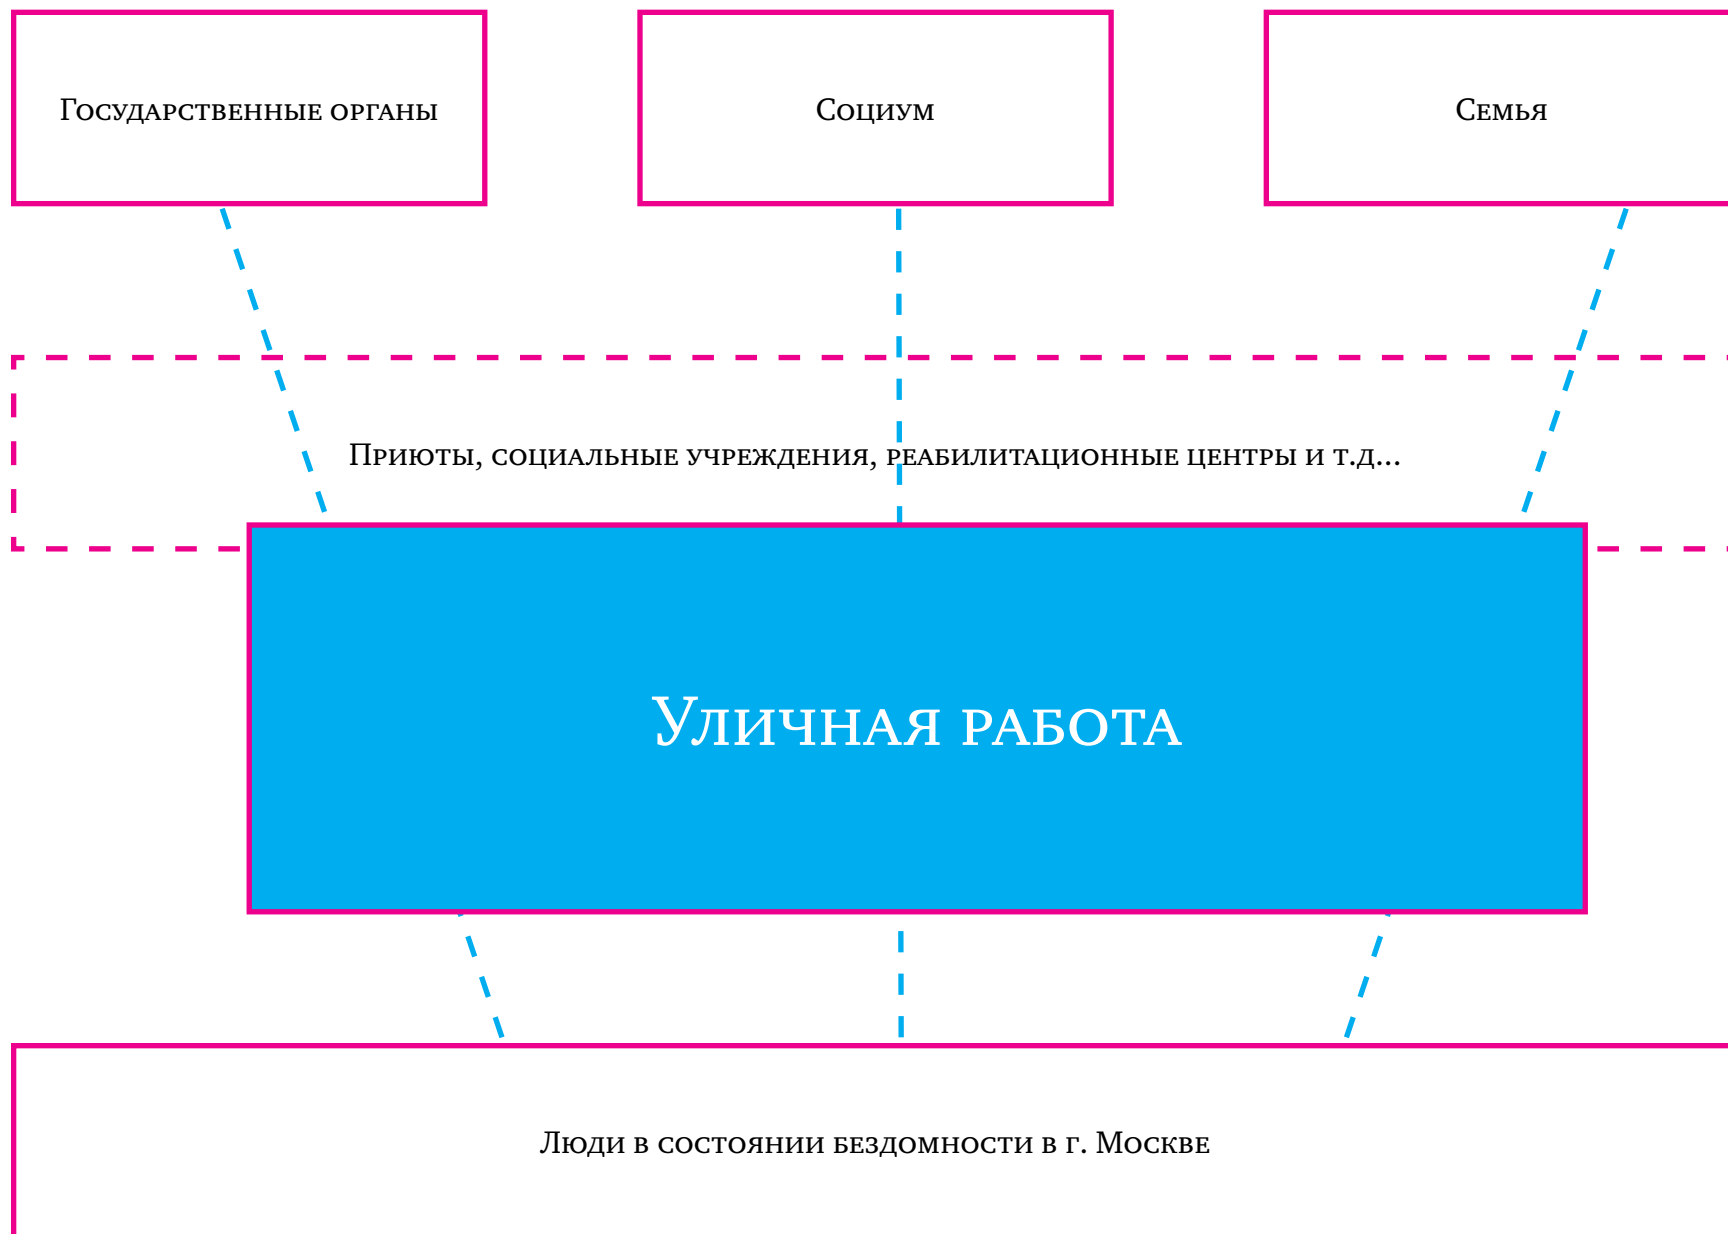 Государственные органы
Социум
Семья
Приюты, социальные учреждения, реабилитационные центры и т.д...
Уличная работа
Люди в состоянии бездомности в г. Москве